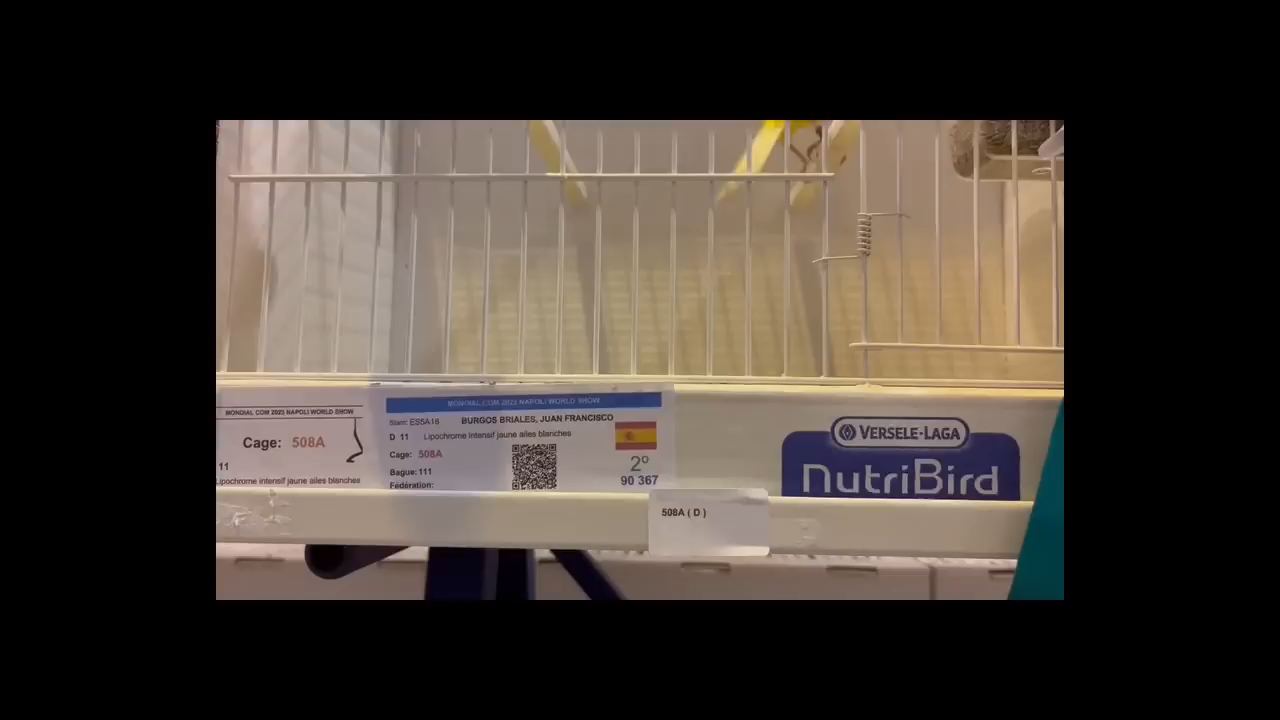 MONDIAL COM 2023 NAPOLI WORLD SHOW
Cage: 508A
11
Lipochrome intensif jaune ailes blanches
MONDIAL COM 2023 NAPOLI WORLD SHOW
Stam: ES5A18 BURGOS BRIALES, JUAN FRANCISCO
D 11 Lipochrome intensif jaune ailes blanches
Cage: 508A
Bague: 111
Fédération:
2º
90 367
VERSELE-LAGA
NutriBird
508A ( D )